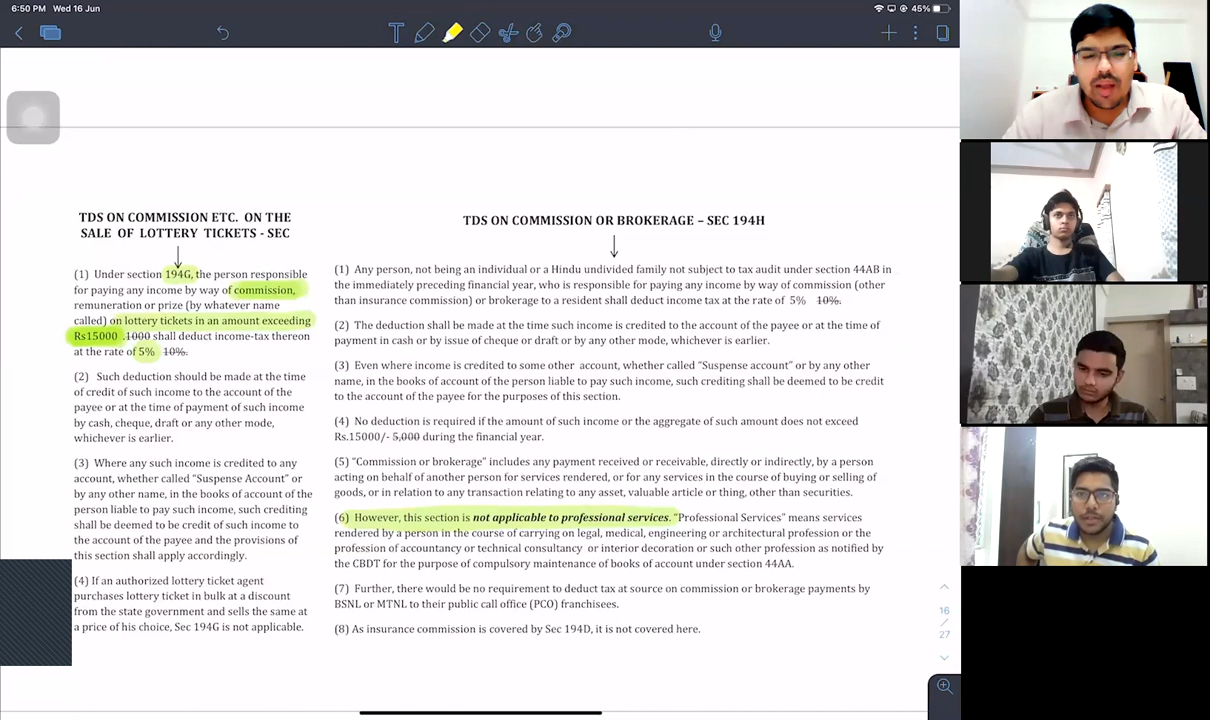 6:50 PM Wed 16 Jun
45%
TDS ON COMMISSION ETC. ON THE
SALE OF LOTTERY TICKETS - SEC
(1) Under section 194G, the person responsible
for paying any income by way of commission,
remuneration or prize (by whatever name
called) on lottery tickets in an amount exceeding
Rs15000 .1000 shall deduct income-tax thereon
at the rate of 5% 10%.
(2) Such deduction should be made at the time
of credit of such income to the account of the
payee or at the time of payment of such income
by cash, cheque, draft or any other mode,
whichever is earlier.
(3) Where any such income is credited to any
account, whether called “Suspense Account” or
by any other name, in the books of account of the
person liable to pay such income, such crediting
shall be deemed to be credit of such income to
the account of the payee and the provisions of
this section shall apply accordingly.
(4) If an authorized lottery ticket agent
purchases lottery ticket in bulk at a discount
from the state government and sells the same at
a price of his choice, Sec 194G is not applicable.
TDS ON COMMISSION OR BROKERAGE – SEC 194H
(1) Any person, not being an individual or a Hindu undivided family not subject to tax audit under section 44AB in
the immediately preceding financial year, who is responsible for paying any income by way of commission (other
than insurance commission) or brokerage to a resident shall deduct income tax at the rate of 5% 10%.
(2) The deduction shall be made at the time such income is credited to the account of the payee or at the time of
payment in cash or by issue of cheque or draft or by any other mode, whichever is earlier.
(3) Even where income is credited to some other account, whether called “Suspense account” or by any other
name, in the books of account of the person liable to pay such income, such crediting shall be deemed to be credit
to the account of the payee for the purposes of this section.
(4) No deduction is required if the amount of such income or the aggregate of such amount does not exceed
Rs.15000/- 5,000 during the financial year.
(5) “Commission or brokerage” includes any payment received or receivable, directly or indirectly, by a person
acting on behalf of another person for services rendered, or for any services in the course of buying or selling of
goods, or in relation to any transaction relating to any asset, valuable article or thing, other than securities.
(6) However, this section is not applicable to professional services. “Professional Services” means services
rendered by a person in the course of carrying on legal, medical, engineering or architectural profession or the
profession of accountancy or technical consultancy or interior decoration or such other profession as notified by
the CBDT for the purpose of compulsory maintenance of books of account under section 44AA.
(7) Further, there would be no requirement to deduct tax at source on commission or brokerage payments by
BSNL or MTNL to their public call office (PCO) franchisees.
(8) As insurance commission is covered by Sec 194D, it is not covered here.
16
/
27